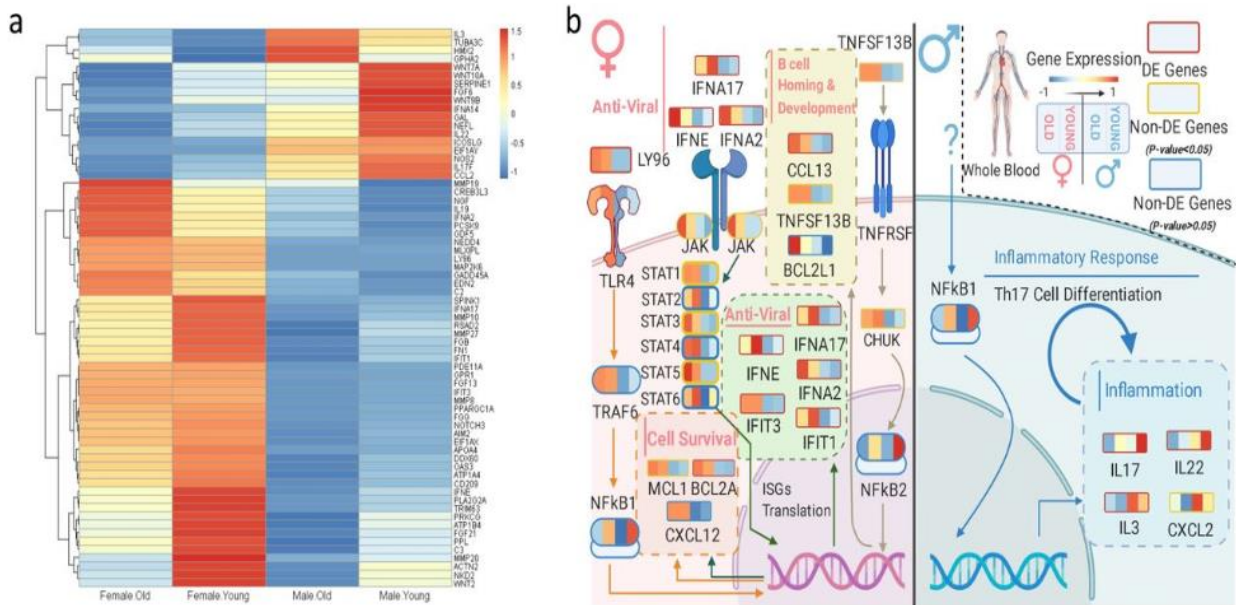 a
IL3
TUBA3C
HMX2
GPHA2
WNT7A
WNT10A
SERPINE1
FGF6
WNT9B
IFNA14
GAL
NEFL
IL22
ICOSLG
EIF1AY
NOS2
IL17F
CCL2
MMP19
CREB3L3
NGF
IL19
IFNA2
PCSK9
GDF5
NEDD4
MLXIPL
LY96
MAP2K6
GADD45A
EDN2
C2
SPINK1
IFNA17
MMP10
RSAD2
MMP27
FGB
FN1
IFIT1
PDE11A
GPR1
FGF13
IFIT3
MMP8
PPARGC1A
FGG
NOTCH3
AIM2
EIF1AX
APOA4
DDX60
OAS3
ATP1A4
CD209
IFNE
PLA2G2A
TRIM63
PRKCG
ATP1B4
FGF21
PPL
C3
MMP20
ACTN2
NKD2
WNT2
1.5
1
0.5
0
-0.5
-1
Female Old
Female Young
Male Old
Male Young
b
Anti-Viral
IFNA17
IFNE
IFNA2
LY96
TLR4
JAK
JAK
STAT1
STAT2
STAT3
STAT4
STAT5
STAT6
TRAF6
NFkB1
Cell Survival
MCL1
BCL2A
CXCL12
B cell
Homing &
Development
CCL13
TNFSF13B
BCL2L1
Anti-Viral
IFNA17
IFNE
IFNA2
IFIT3
IFIT1
ISGs
Translation
TNFSF13B
TNFRSF
CHUK
NFkB2
?
NFkB1
Inflammatory Response
Th17 Cell Differentiation
Inflammation
IL17
IL22
IL3
CXCL2
Whole Blood
Gene Expression
-1
1
OLD
YOUNG
OLD
YOUNG
DE Genes
Non-DE Genes
(P-value<0.05)
Non-DE Genes
(P-value>0.05)